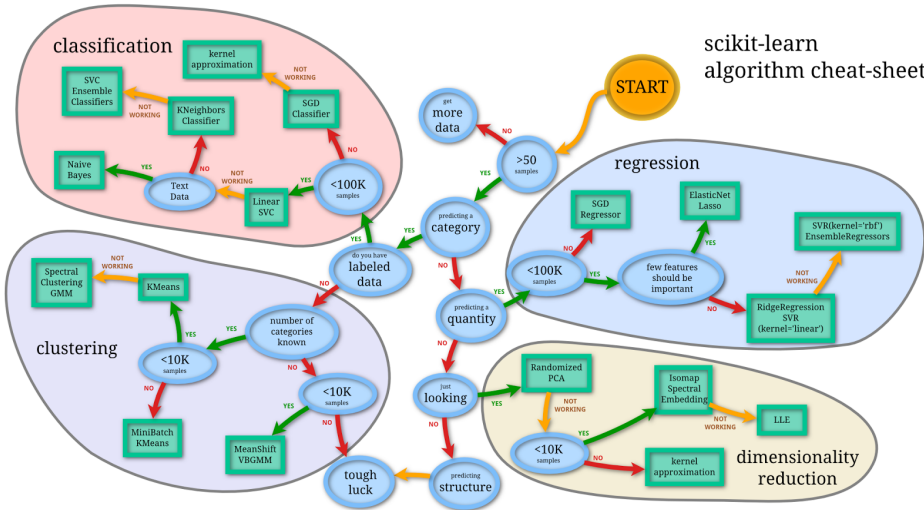 scikit-learn
algorithm cheat-sheet
START
get
more
data
NO
>50
samples
YES
predicting a
category
YES
NO
do you have
labeled
data
YES
NO
predicting a
quantity
YES
NO
just
looking
YES
NO
predicting
structure
tough
luck
classification
kernel
approximation
NOT
WORKING
SGD
Classifier
NO
<100K
samples
YES
Linear
SVC
NOT
WORKING
Text
Data
YES
Naive
Bayes
NO
KNeighbors
Classifier
NOT
WORKING
SVC
Ensemble
Classifiers
clustering
number of
categories
known
YES
NO
<10K
samples
YES
KMeans
NOT
WORKING
Spectral
Clustering
GMM
NO
MiniBatch
KMeans
<10K
samples
YES
MeanShift
VBGMM
NO
regression
<100K
samples
NO
SGD
Regressor
YES
few features
should be
important
YES
ElasticNet
Lasso
NO
RidgeRegression
SVR
(kernel='linear')
NOT
WORKING
SVR(kernel='rbf')
EnsembleRegressors
dimensionality
reduction
Randomized
PCA
NOT
WORKING
<10K
samples
YES
Isomap
Spectral
Embedding
NOT
WORKING
LLE
NO
kernel
approximation